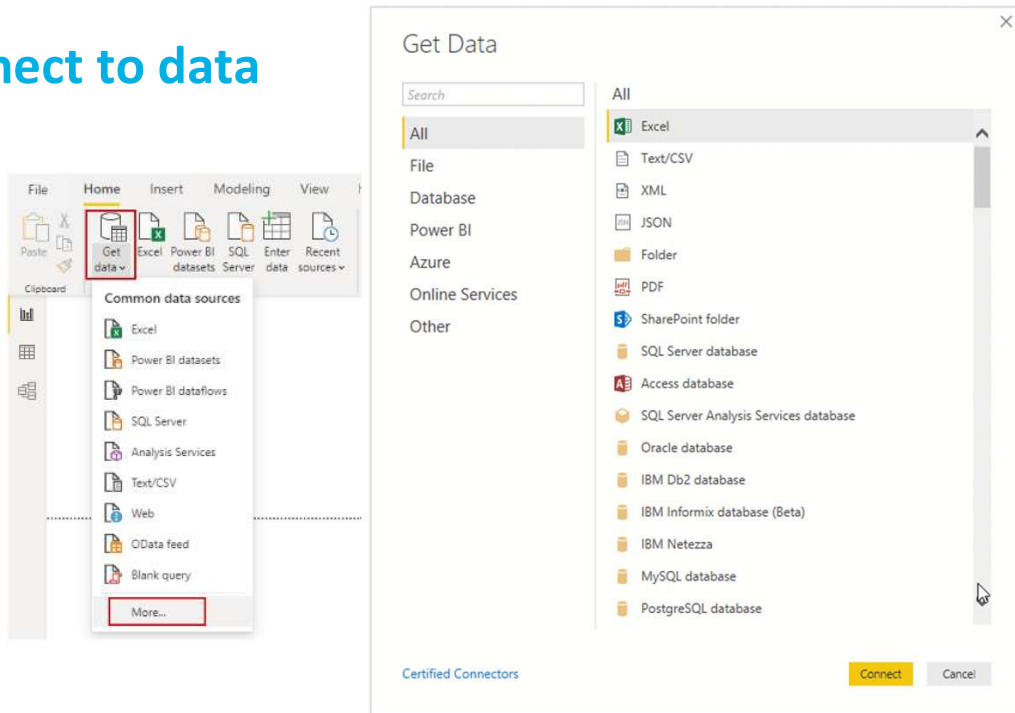 nect to data
File Home Insert Modeling View
Paste
Get data
Excel
Power BI datasets
SQL Server
Enter data
Recent sources
Clipboard
Common data sources
Excel
Power BI datasets
Power BI dataflows
SQL Server
Analysis Services
Text/CSV
Web
OData feed
Blank query
More...
Get Data
Search
All
File
Database
Power BI
Azure
Online Services
Other
All
Excel
Text/CSV
XML
JSON
Folder
PDF
SharePoint folder
SQL Server database
Access database
SQL Server Analysis Services database
Oracle database
IBM Db2 database
IBM Informix database (Beta)
IBM Netezza
MySQL database
PostgreSQL database
Certified Connectors
Connect
Cancel